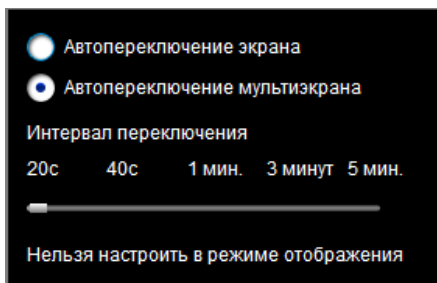 Автопереключение экрана
Автопереключение мультиэкрана
Интервал переключения
20с 40с 1 мин. 3 минут 5 мин.
Нельзя настроить в режиме отображения